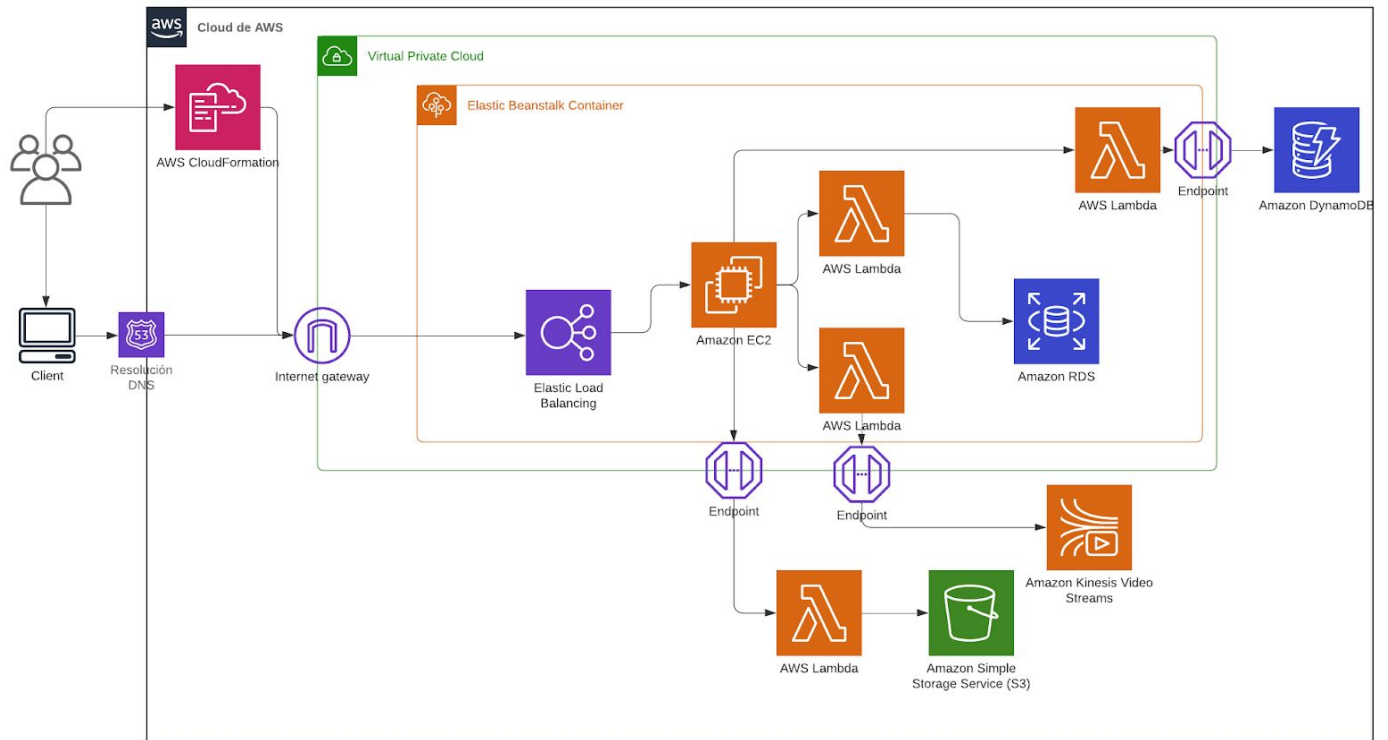 aws
Cloud de AWS
Virtual Private Cloud
Elastic Beanstalk Container
AWS CloudFormation
AWS Lambda
Endpoint
Amazon DynamoDB
AWS Lambda
Amazon EC2
Client
53
Resolución
DNS
Internet gateway
Elastic Load
Balancing
Amazon RDS
AWS Lambda
Endpoint
Endpoint
Amazon Kinesis Video
Streams
AWS Lambda
Amazon Simple
Storage Service (S3)